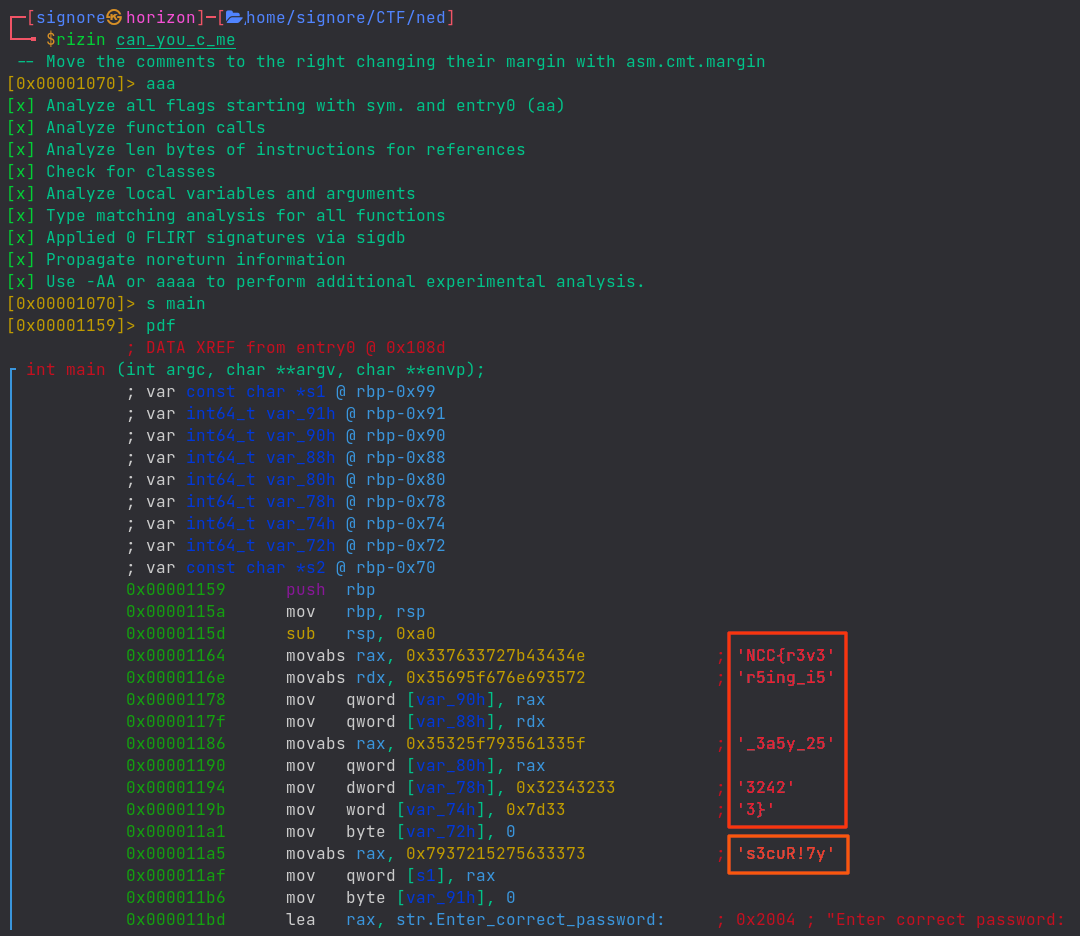 ┌─[signore㉿horizon]─[/home/signore/CTF/ned]
└──╼ $rizin can_you_c_me
 -- Move the comments to the right changing their margin with asm.cmt.margin
[0x00001070]> aaa
[x] Analyze all flags starting with sym. and entry0 (aa)
[x] Analyze function calls
[x] Analyze len bytes of instructions for references
[x] Check for classes
[x] Analyze local variables and arguments
[x] Type matching analysis for all functions
[x] Applied 0 FLIRT signatures via sigdb
[x] Propagate noreturn information
[x] Use -AA or aaaa to perform additional experimental analysis.
[0x00001070]> s main
[0x00001159]> pdf
; DATA XREF from entry0 @ 0x108d
int main (int argc, char **argv, char **envp);
; var const char *s1 @ rbp-0x99
; var int64_t var_91h @ rbp-0x91
; var int64_t var_90h @ rbp-0x90
; var int64_t var_88h @ rbp-0x88
; var int64_t var_80h @ rbp-0x80
; var int64_t var_78h @ rbp-0x78
; var int64_t var_74h @ rbp-0x74
; var int64_t var_72h @ rbp-0x72
; var const char *s2 @ rbp-0x70
0x00001159 push rbp
0x0000115a mov rbp, rsp
0x0000115d sub rsp, 0xa0
0x00001164 movabs rax, 0x337633727b43434e ; 'NCC{r3v3'
0x0000116e movabs rdx, 0x35695f676e693572 ; 'r5ing_i5'
0x00001178 mov qword [var_90h], rax
0x0000117f mov qword [var_88h], rdx
0x00001186 movabs rax, 0x35325f793561335f ; '_3a5y_25'
0x00001190 mov qword [var_80h], rax
0x00001194 mov dword [var_78h], 0x32343233 ; '3242'
0x0000119b mov word [var_74h], 0x7d33 ; '3}'
0x000011a1 mov byte [var_72h], 0
0x000011a5 movabs rax, 0x7937215275633373 ; 's3cuR!7y'
0x000011af mov qword [s1], rax
0x000011b6 mov byte [var_91h], 0
0x000011bd lea rax, str.Enter_correct_password: ; 0x2004 ; "Enter correct password: